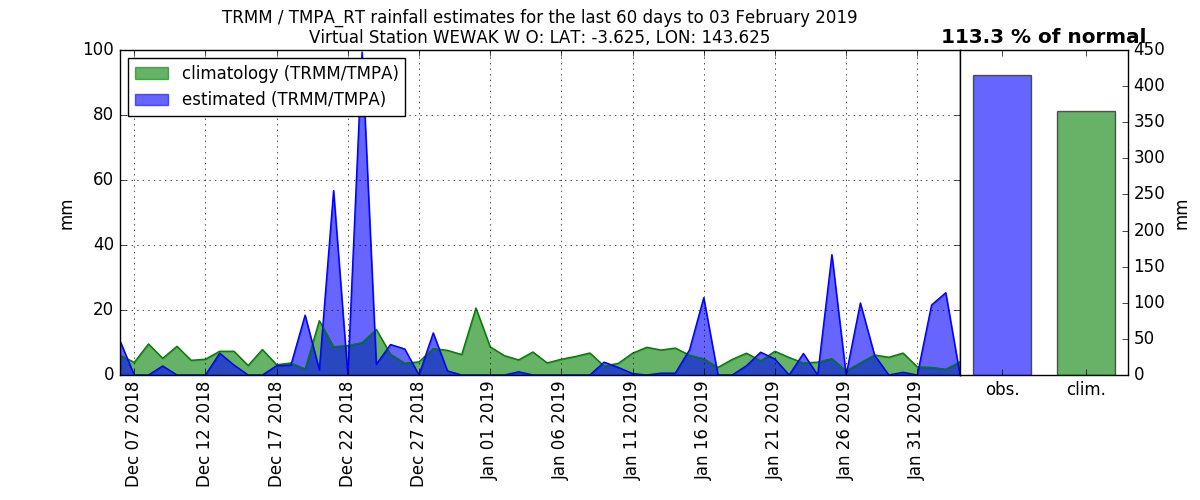 TRMM / TMPA_RT rainfall estimates for the last 60 days to 03 February 2019
Virtual Station WEWAK W O: LAT: -3.625, LON: 143.625
113.3 % of normal
climatology (TRMM/TMPA)
estimated (TRMM/TMPA)
mm
100
80
60
40
20
0
Dec 07 2018
Dec 12 2018
Dec 17 2018
Dec 22 2018
Dec 27 2018
Jan 01 2019
Jan 06 2019
Jan 11 2019
Jan 16 2019
Jan 21 2019
Jan 26 2019
Jan 31 2019
450
400
350
300
250
200
150
100
50
0
mm
obs.
clim.